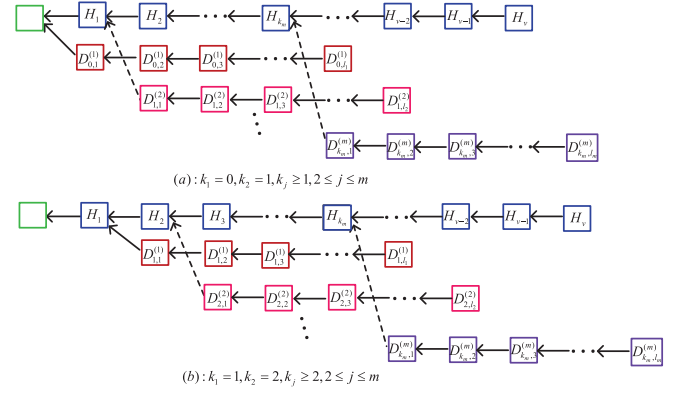 H_1 H_2 ... H_{k_m} ... H_{v-2} H_{v-1} H_v
D_{0,1}^{(1)} D_{0,2}^{(1)} D_{0,3}^{(1)} ... D_{0,l_1}^{(1)}
D_{1,1}^{(2)} D_{1,2}^{(2)} D_{1,3}^{(2)} ... D_{1,l_2}^{(2)}
D_{k_m,1}^{(m)} D_{k_m,2}^{(m)} D_{k_m,3}^{(m)} ... D_{k_m,l_m}^{(m)}
(a): k_1 = 0, k_2 = 1, k_j ≥ 1, 2 ≤ j ≤ m
H_1 H_2 H_3 ... H_{k_m} ... H_{v-2} H_{v-1} H_v
D_{1,1}^{(1)} D_{1,2}^{(1)} D_{1,3}^{(1)} ... D_{1,l_1}^{(1)}
D_{2,1}^{(2)} D_{2,2}^{(2)} D_{2,3}^{(2)} ... D_{2,l_2}^{(2)}
D_{k_m,1}^{(m)} D_{k_m,2}^{(m)} D_{k_m,3}^{(m)} ... D_{k_m,l_m}^{(m)}
(b): k_1 = 1, k_2 = 2, k_j ≥ 2, 2 ≤ j ≤ m